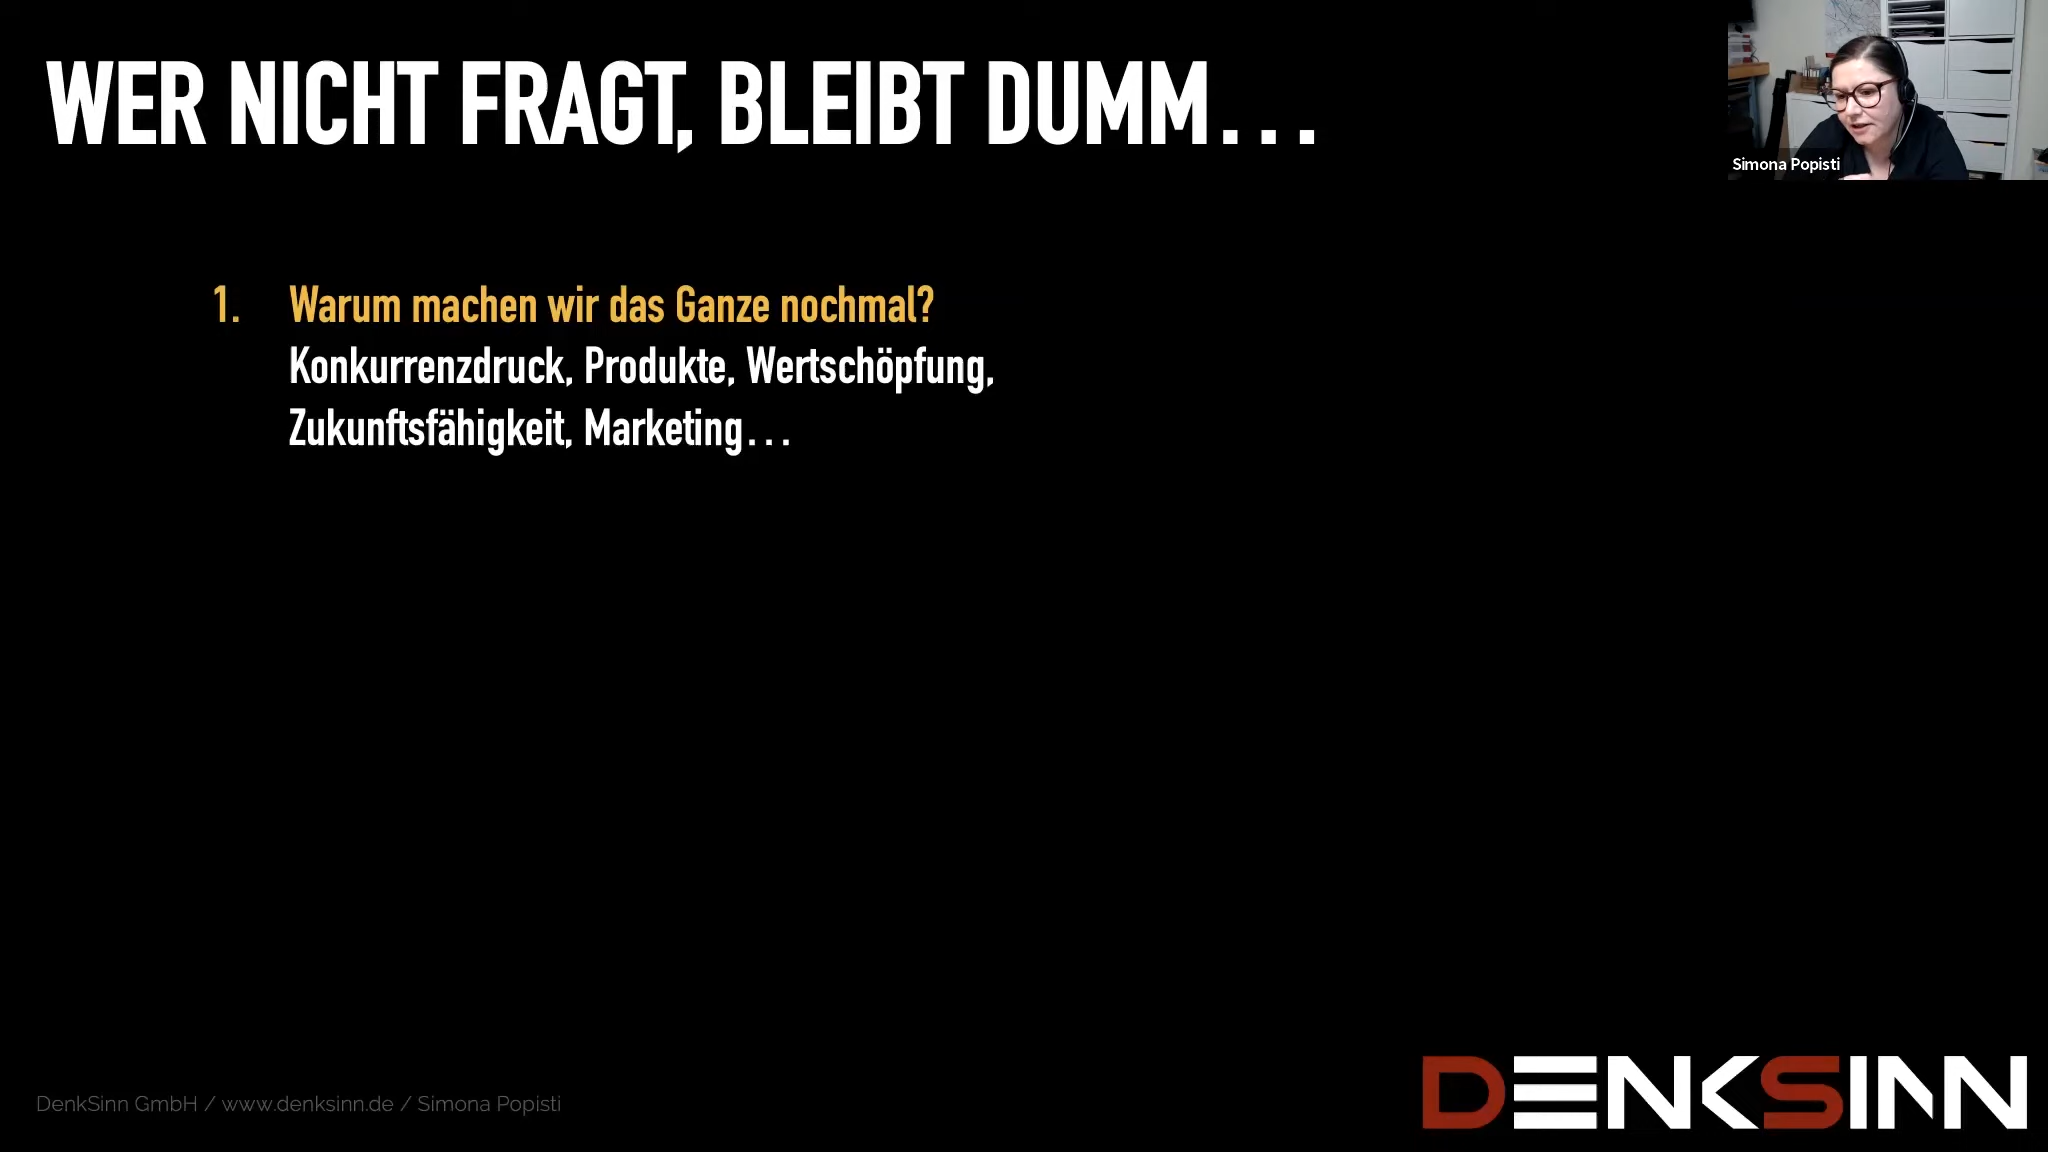 WER NICHT FRAGT, BLEIBT DUMM...
Simona Popisti
1. Warum machen wir das Ganze nochmal?
Konkurrenzdruck, Produkte, Wertschöpfung,
Zukunftsfähigkeit, Marketing...
DenkSinn GmbH / www.denksinn.de / Simona Popisti
DENKSINN